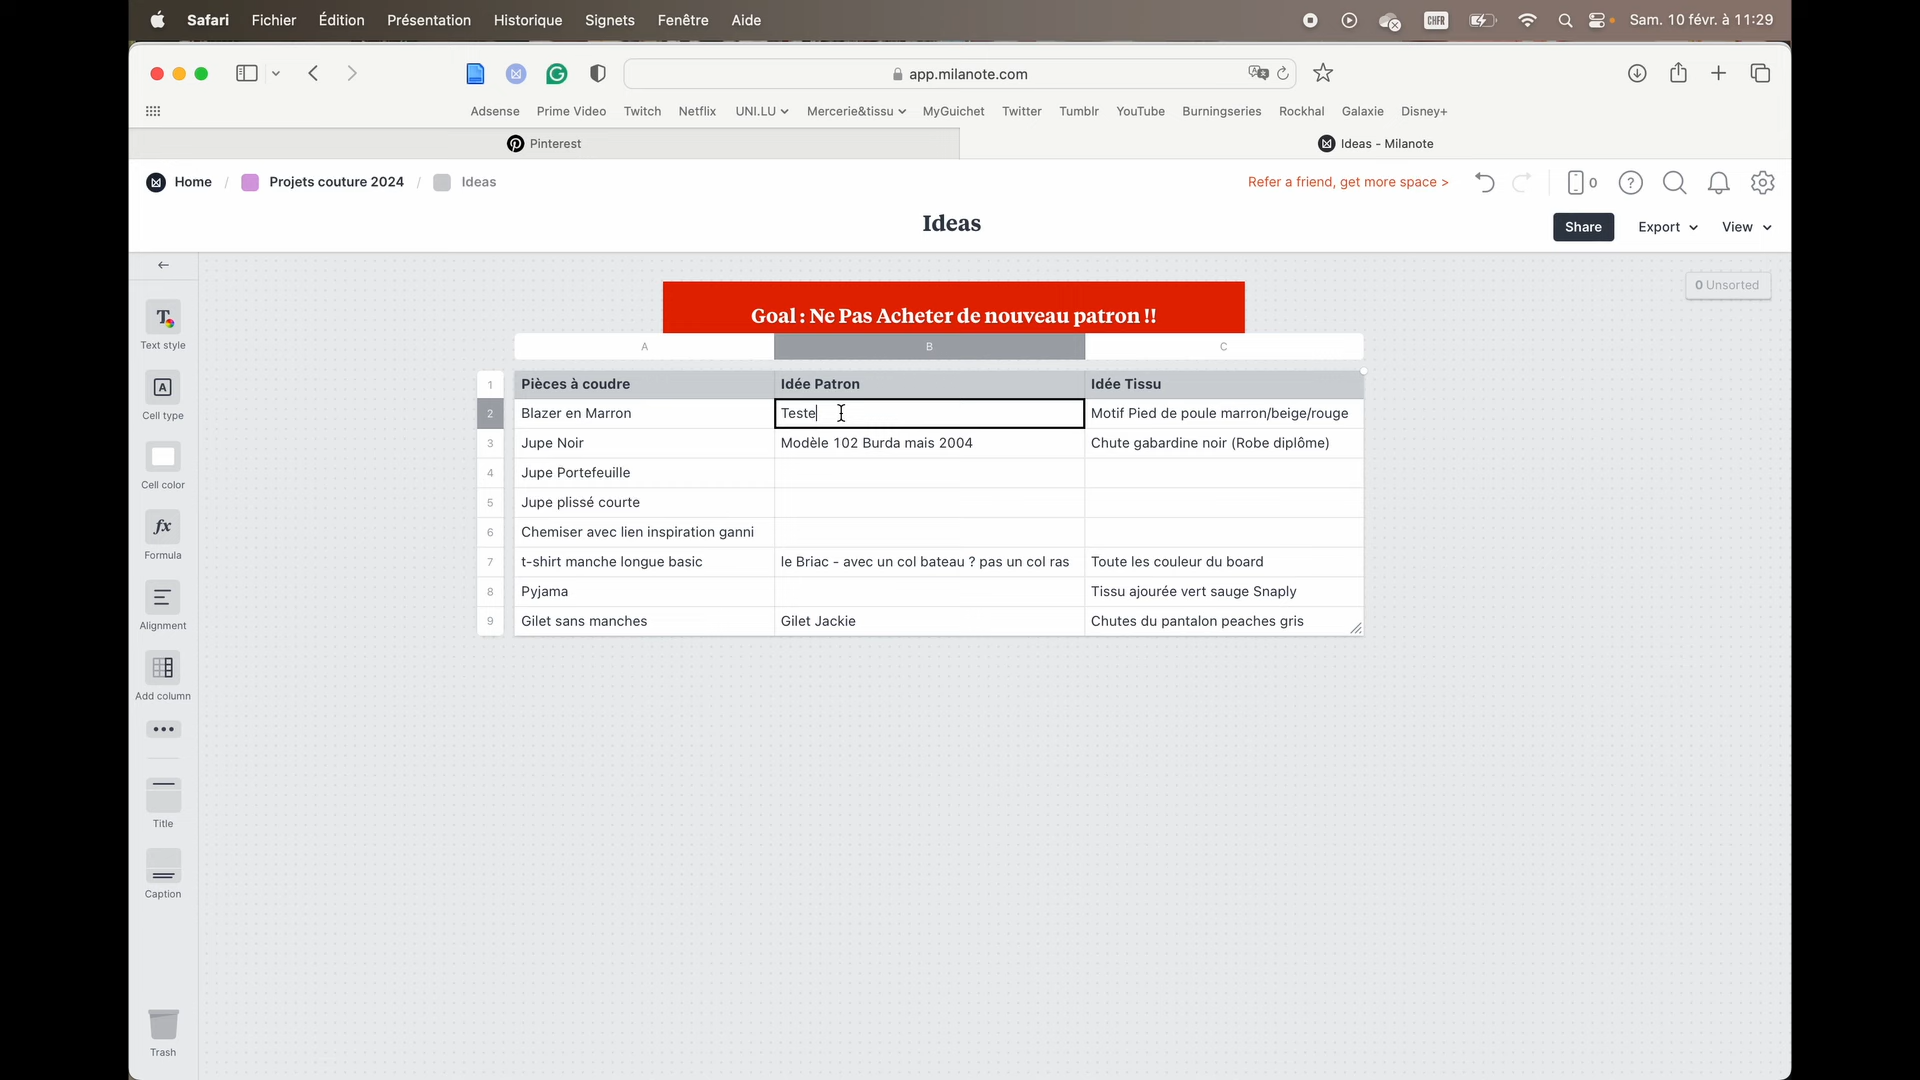 Safari Fichier Édition Présentation Historique Signets Fenêtre Aide CHFR Sam. 10 févr. à 11:29
app.milanote.com
Adsense Prime Video Twitch Netflix UNI.LU Mercerie&tissu MyGuichet Twitter Tumblr YouTube Burningseries Rockhal Galaxie Disney+
Pinterest Ideas - Milanote
Home / Projets couture 2024 / Ideas Refer a friend, get more space > 0
Ideas Share Export View
0 Unsorted
Goal : Ne Pas Acheter de nouveau patron !!
A B C
1 Pièces à coudre Idée Patron Idée Tissu
2 Blazer en Marron Teste Motif Pied de poule marron/beige/rouge
3 Jupe Noir Modèle 102 Burda mais 2004 Chute gabardine noir (Robe diplôme)
4 Jupe Portefeuille
5 Jupe plissé courte
6 Chemiser avec lien inspiration ganni
7 t-shirt manche longue basic le Briac - avec un col bateau ? pas un col ras Toute les couleur du board
8 Pyjama Tissu ajourée vert sauge Snaply
9 Gilet sans manches Gilet Jackie Chutes du pantalon peaches gris
T
Text style
A
Cell type
Cell color
fx
Formula
Alignment
Add column
Title
Caption
Trash